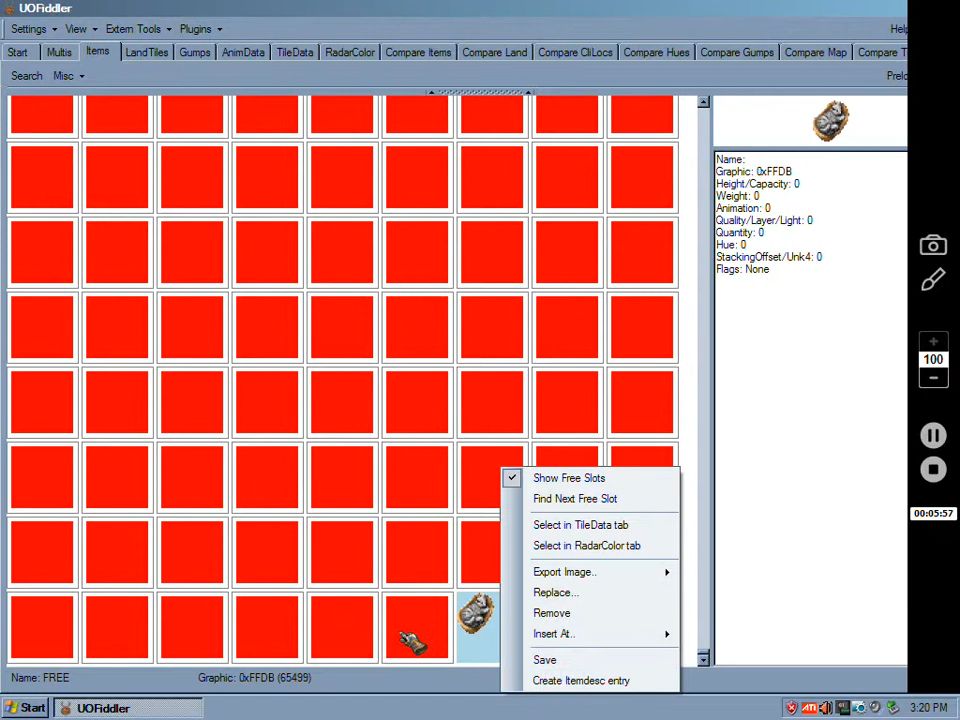 UOFiddler
Settings View Extern Tools Plugins Help
Start Multis Items LandTiles Gumps AnimData TileData RadarColor Compare Items Compare Land Compare CliLocs Compare Hues Compare Gumps Compare Map Compare T
Search Misc Prelo
Name:
Graphic: 0xFFDB
Height/Capacity: 0
Weight: 0
Animation: 0
Quality/Layer/Light: 0
Quantity: 0
Hue: 0
StackingOffset/Unk4: 0
Flags: None
100
00:05:57
Show Free Slots
Find Next Free Slot
Select in TileData tab
Select in RadarColor tab
Export Image..
Replace...
Remove
Insert At..
Save
Create Itemdesc entry
Name: FREE Graphic: 0xFFDB (65499)
Start UOFiddler ATI 3:20 PM